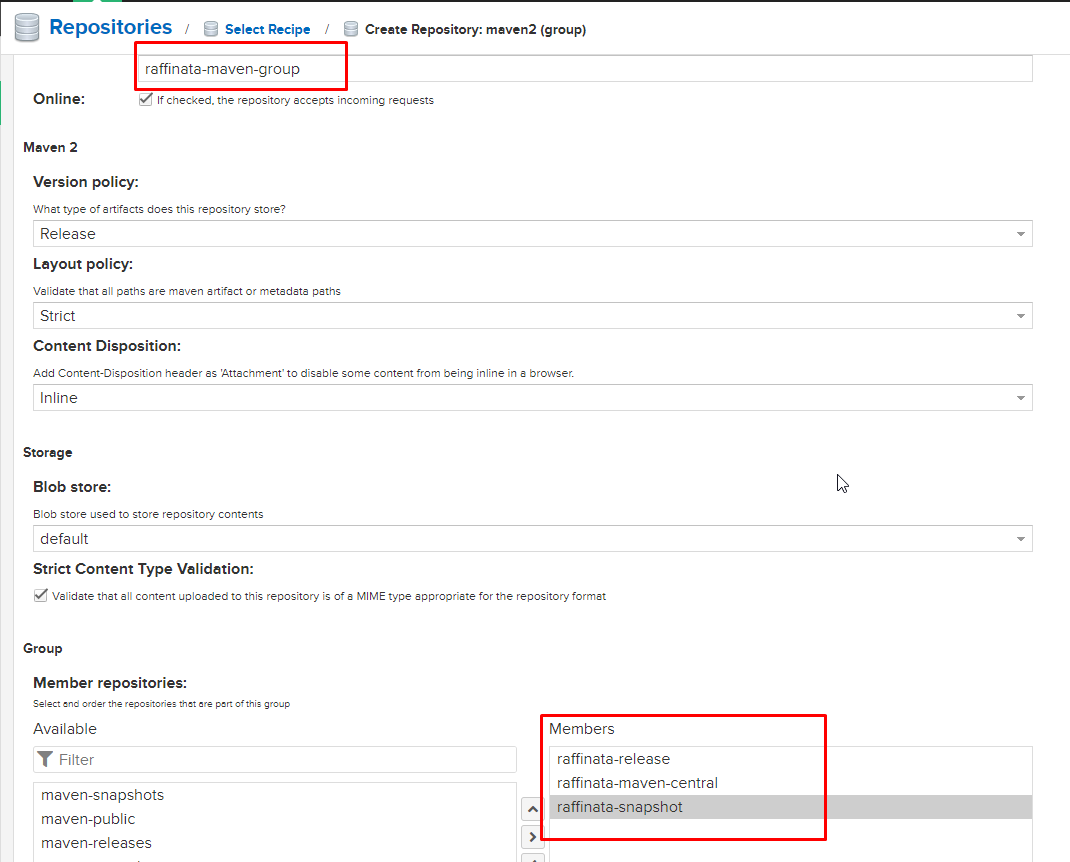 Repositories / Select Recipe / Create Repository: maven2 (group)
raffinata-maven-group
Online: If checked, the repository accepts incoming requests
Maven 2
Version policy:
What type of artifacts does this repository store?
Release
Layout policy:
Validate that all paths are maven artifact or metadata paths
Strict
Content Disposition:
Add Content-Disposition header as 'Attachment' to disable some content from being inline in a browser.
Inline
Storage
Blob store:
Blob store used to store repository contents
default
Strict Content Type Validation:
Validate that all content uploaded to this repository is of a MIME type appropriate for the repository format
Group
Member repositories:
Select and order the repositories that are part of this group
Available
Filter
maven-snapshots
maven-public
maven-releases
Members
raffinata-release
raffinata-maven-central
raffinata-snapshot